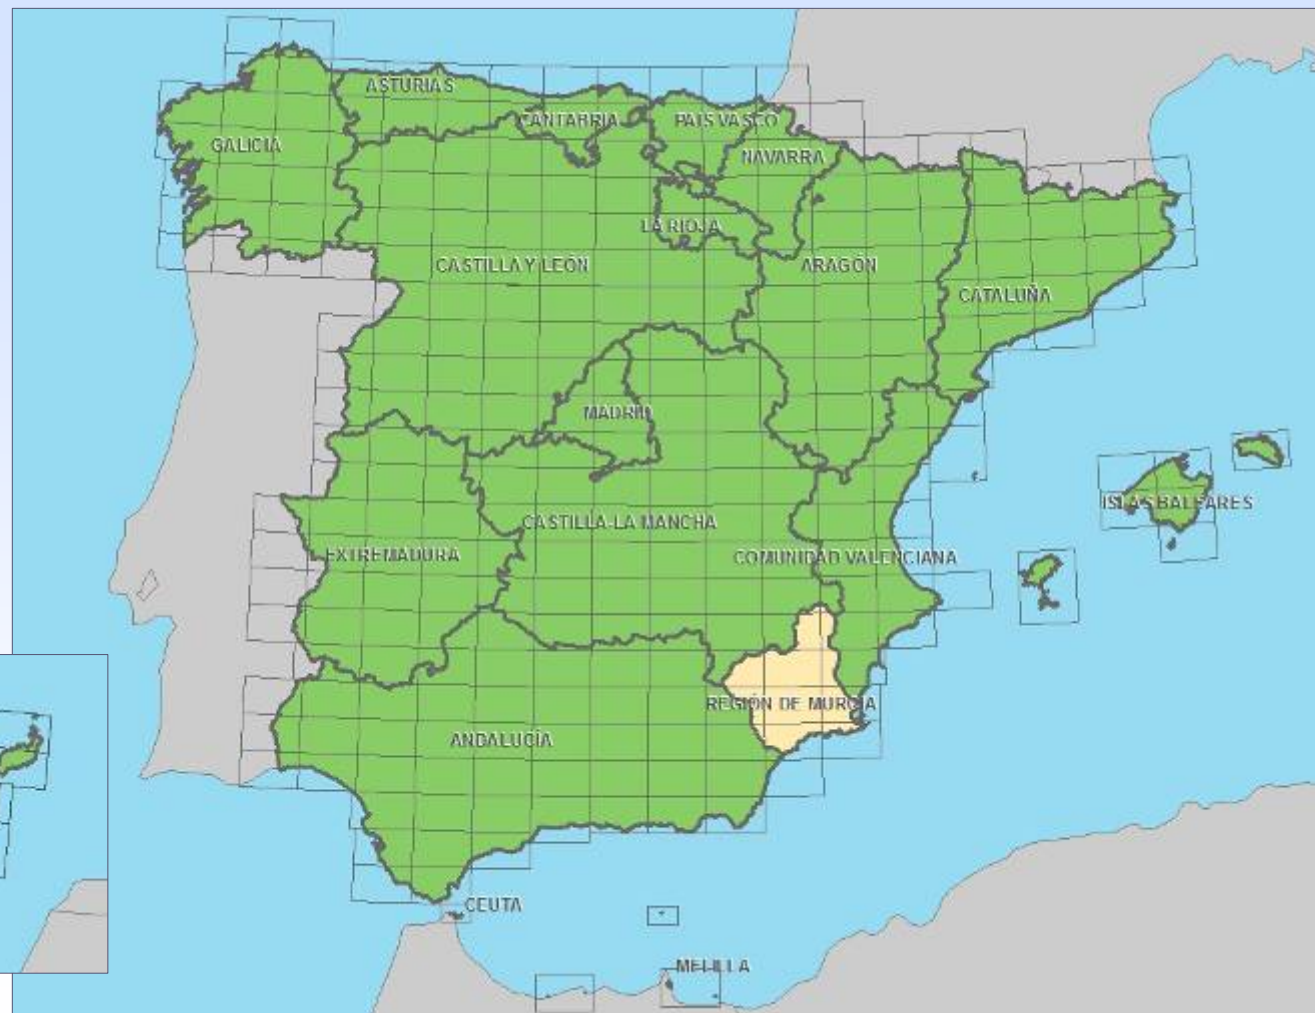 ASTURIAS
CANTABRIA
PAIS VASCO
GALICIA
NAVARRA
LA RIOJA
CASTILLA Y LEÓN
ARAGÓN
CATALUÑA
MADRID
ISLAS BALEARES
CASTILLA-LA MANCHA
EXTREMADURA
COMUNIDAD VALENCIANA
REGIÓN DE MURCIA
ANDALUCÍA
CEUTA
MELILLA